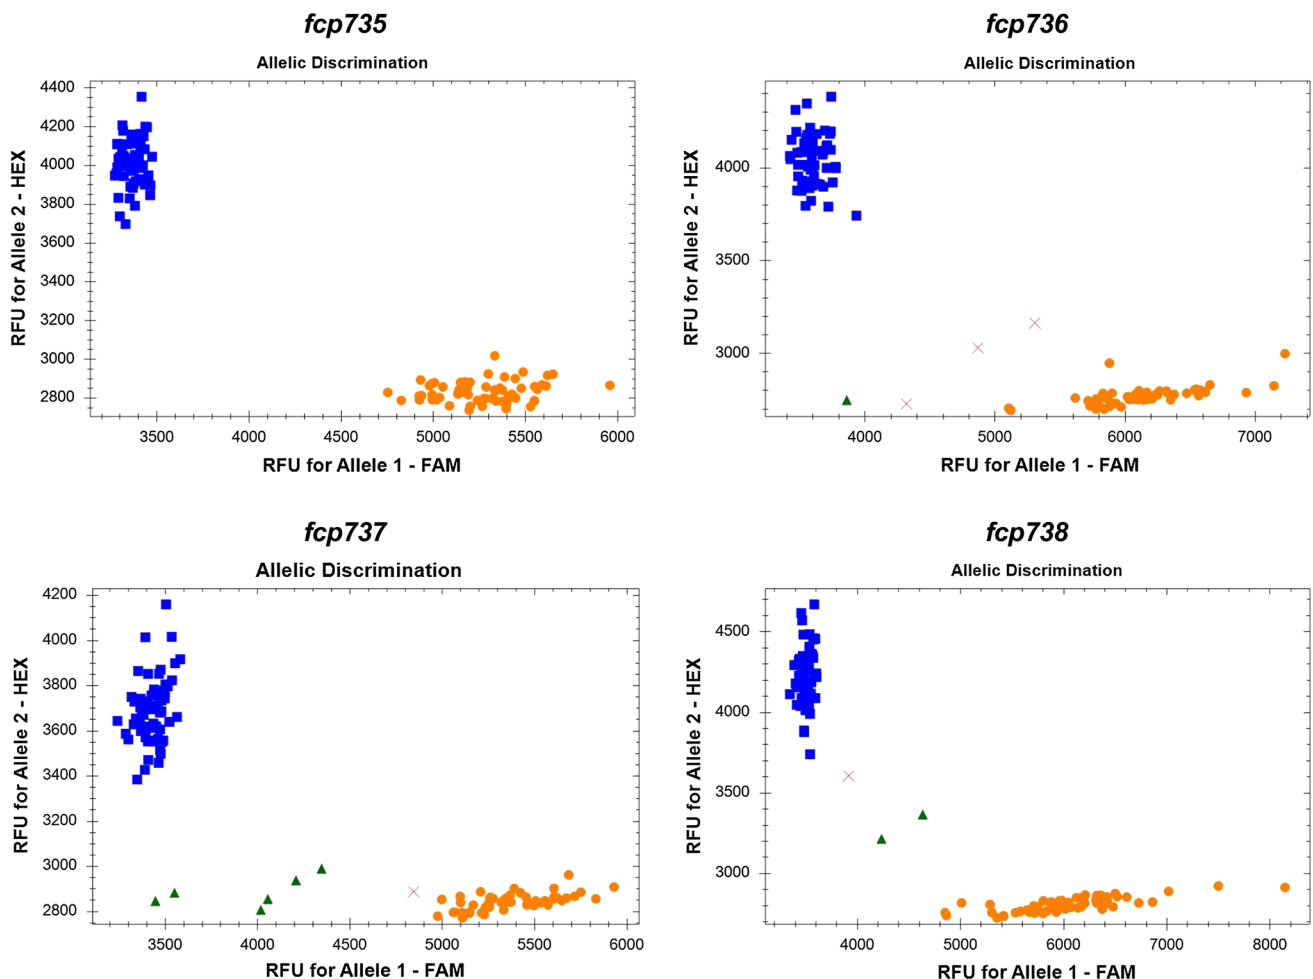 fcp735
Allelic Discrimination
RFU for Allele 2 - HEX
4400
4200
4000
3800
3600
3400
3200
3000
2800
3500
4000
4500
5000
5500
6000
RFU for Allele 1 - FAM
fcp736
Allelic Discrimination
RFU for Allele 2 - HEX
4000
3500
3000
4000
5000
6000
7000
RFU for Allele 1 - FAM
fcp737
Allelic Discrimination
RFU for Allele 2 - HEX
4200
4000
3800
3600
3400
3200
3000
2800
3500
4000
4500
5000
5500
6000
RFU for Allele 1 - FAM
fcp738
Allelic Discrimination
RFU for Allele 2 - HEX
4500
4000
3500
3000
4000
5000
6000
7000
8000
RFU for Allele 1 - FAM